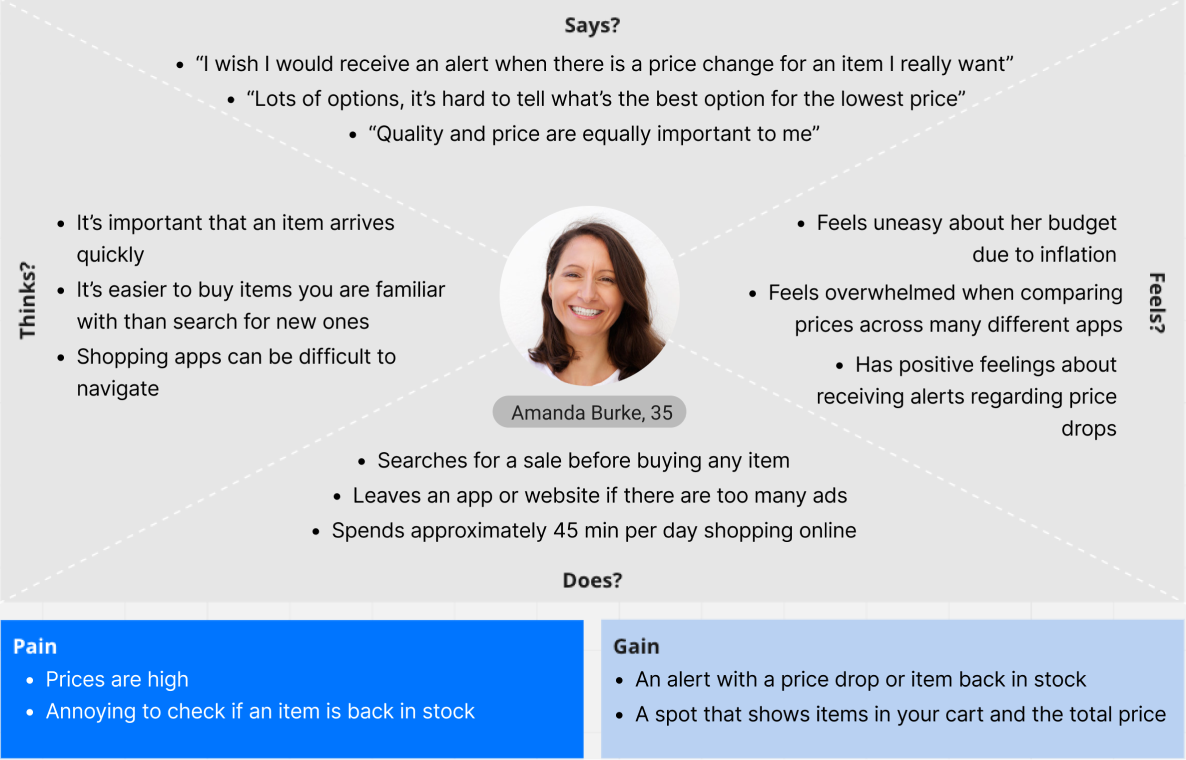 Says?
• “I wish I would receive an alert when there is a price change for an item I really want”
• “Lots of options, it’s hard to tell what’s the best option for the lowest price”
• “Quality and price are equally important to me”
Thinks?
• It’s important that an item arrives
quickly
• It’s easier to buy items you are familiar
with than search for new ones
• Shopping apps can be difficult to
navigate
Feels?
• Feels uneasy about her budget
due to inflation
• Feels overwhelmed when comparing
prices across many different apps
• Has positive feelings about
receiving alerts regarding price
drops
Amanda Burke, 35
• Searches for a sale before buying any item
• Leaves an app or website if there are too many ads
• Spends approximately 45 min per day shopping online
Does?
Pain
• Prices are high
• Annoying to check if an item is back in stock
Gain
• An alert with a price drop or item back in stock
• A spot that shows items in your cart and the total price